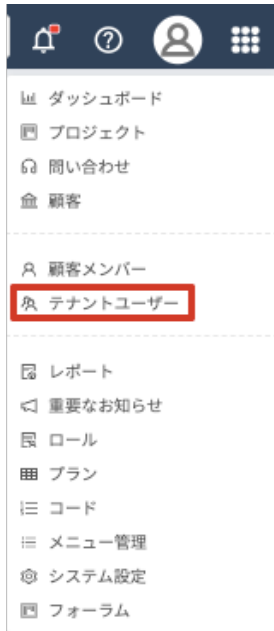 ダッシュボード
プロジェクト
問い合わせ
顧客
顧客メンバー
テナントユーザー
レポート
重要なお知らせ
ロール
プラン
コード
メニュー管理
システム設定
フォーラム